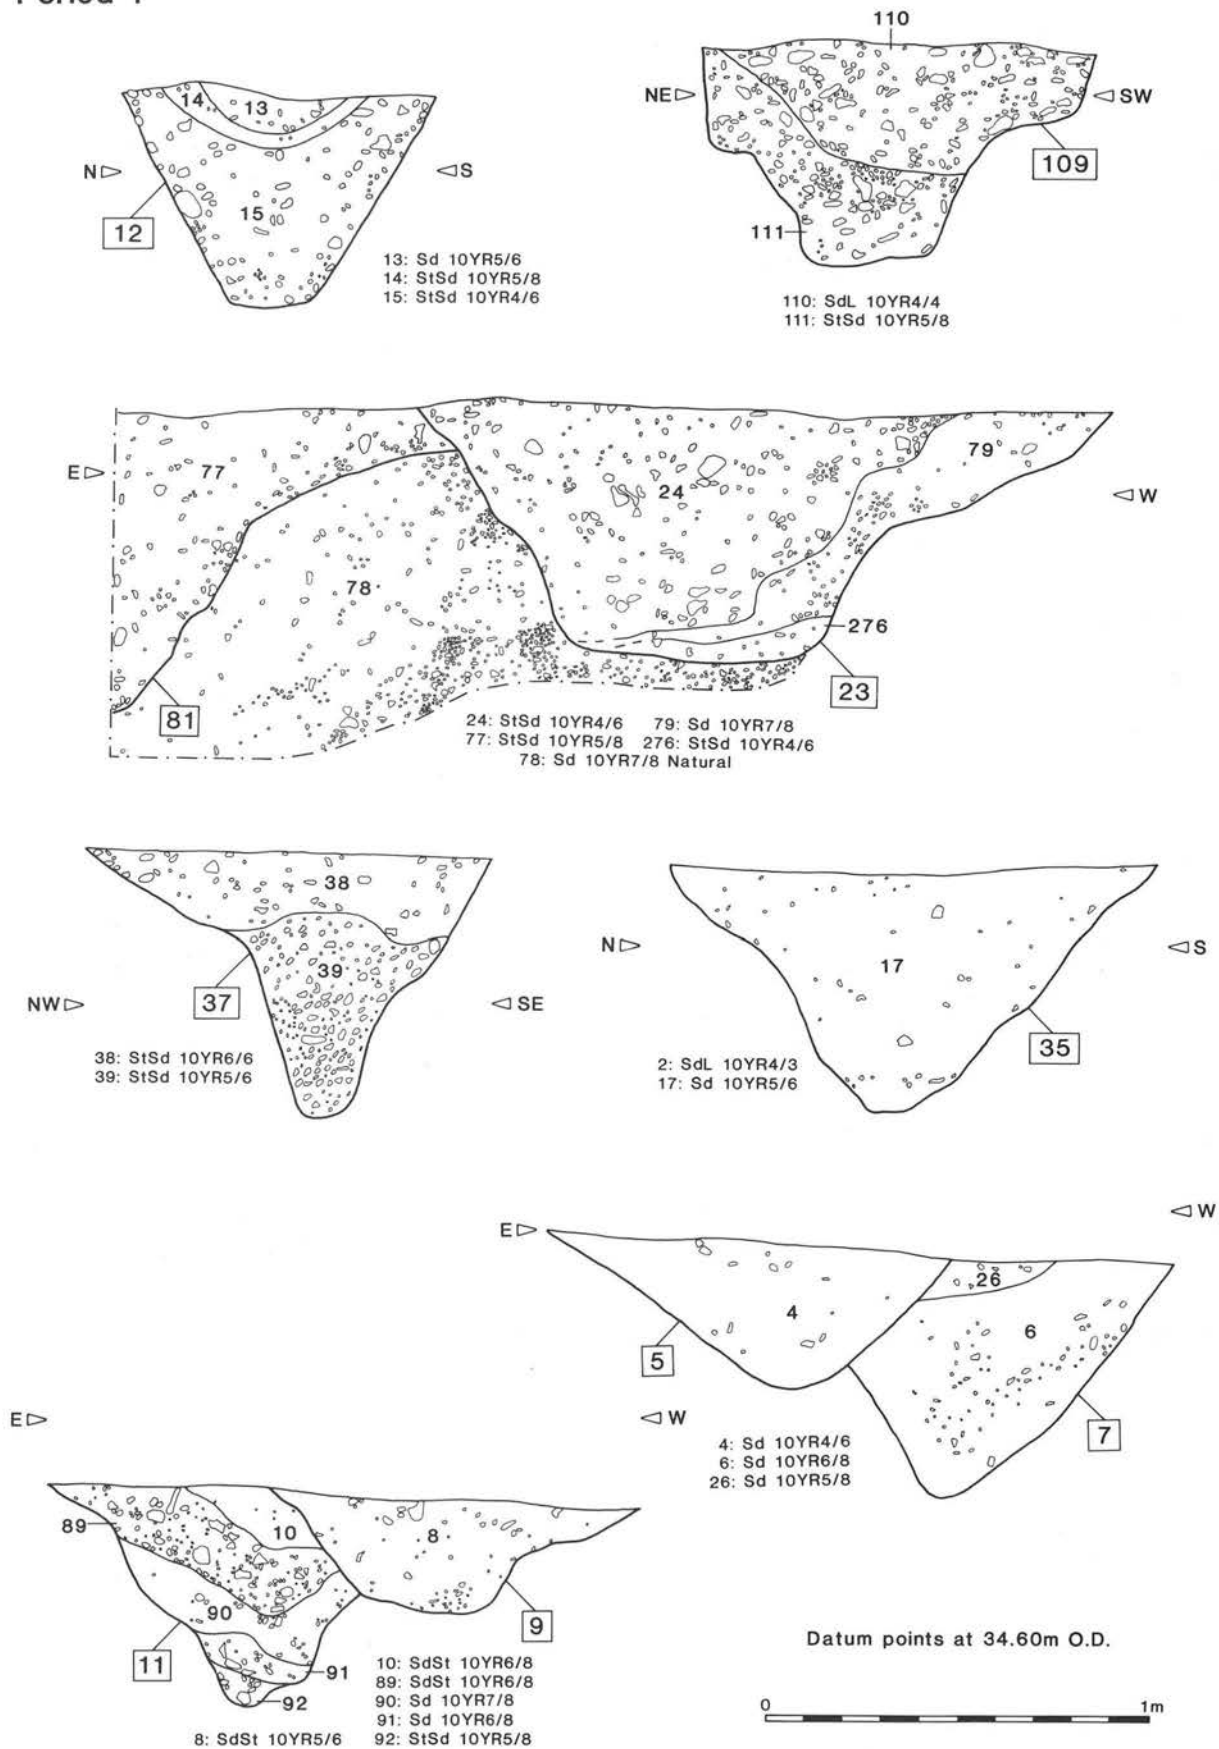 110
14 13
NE SW
N S
109
12
15
111
13: Sd 10YR5/6
14: StSd 10YR5/8
15: StSd 10YR4/6
110: SdL 10YR4/4
111: StSd 10YR5/8
79
E 77
24
W
78
276
81
23
24: StSd 10YR4/6 79: Sd 10YR7/8
77: StSd 10YR5/8 276: StSd 10YR4/6
78: Sd 10YR7/8 Natural
38
N S
17
39
37
NW SE
35
38: StSd 10YR6/6
39: StSd 10YR5/6
2: SdL 10YR4/3
17: Sd 10YR5/6
W
E
26
4
6
5
7
E W
4: Sd 10YR4/6
6: Sd 10YR6/8
26: Sd 10YR5/8
89
10
8
90
9
11
91
92
10: SdSt 10YR6/8
89: SdSt 10YR6/8
90: Sd 10YR7/8
91: Sd 10YR6/8
8: SdSt 10YR5/6 92: StSd 10YR5/8
Datum points at 34.60m O.D.
0 1m